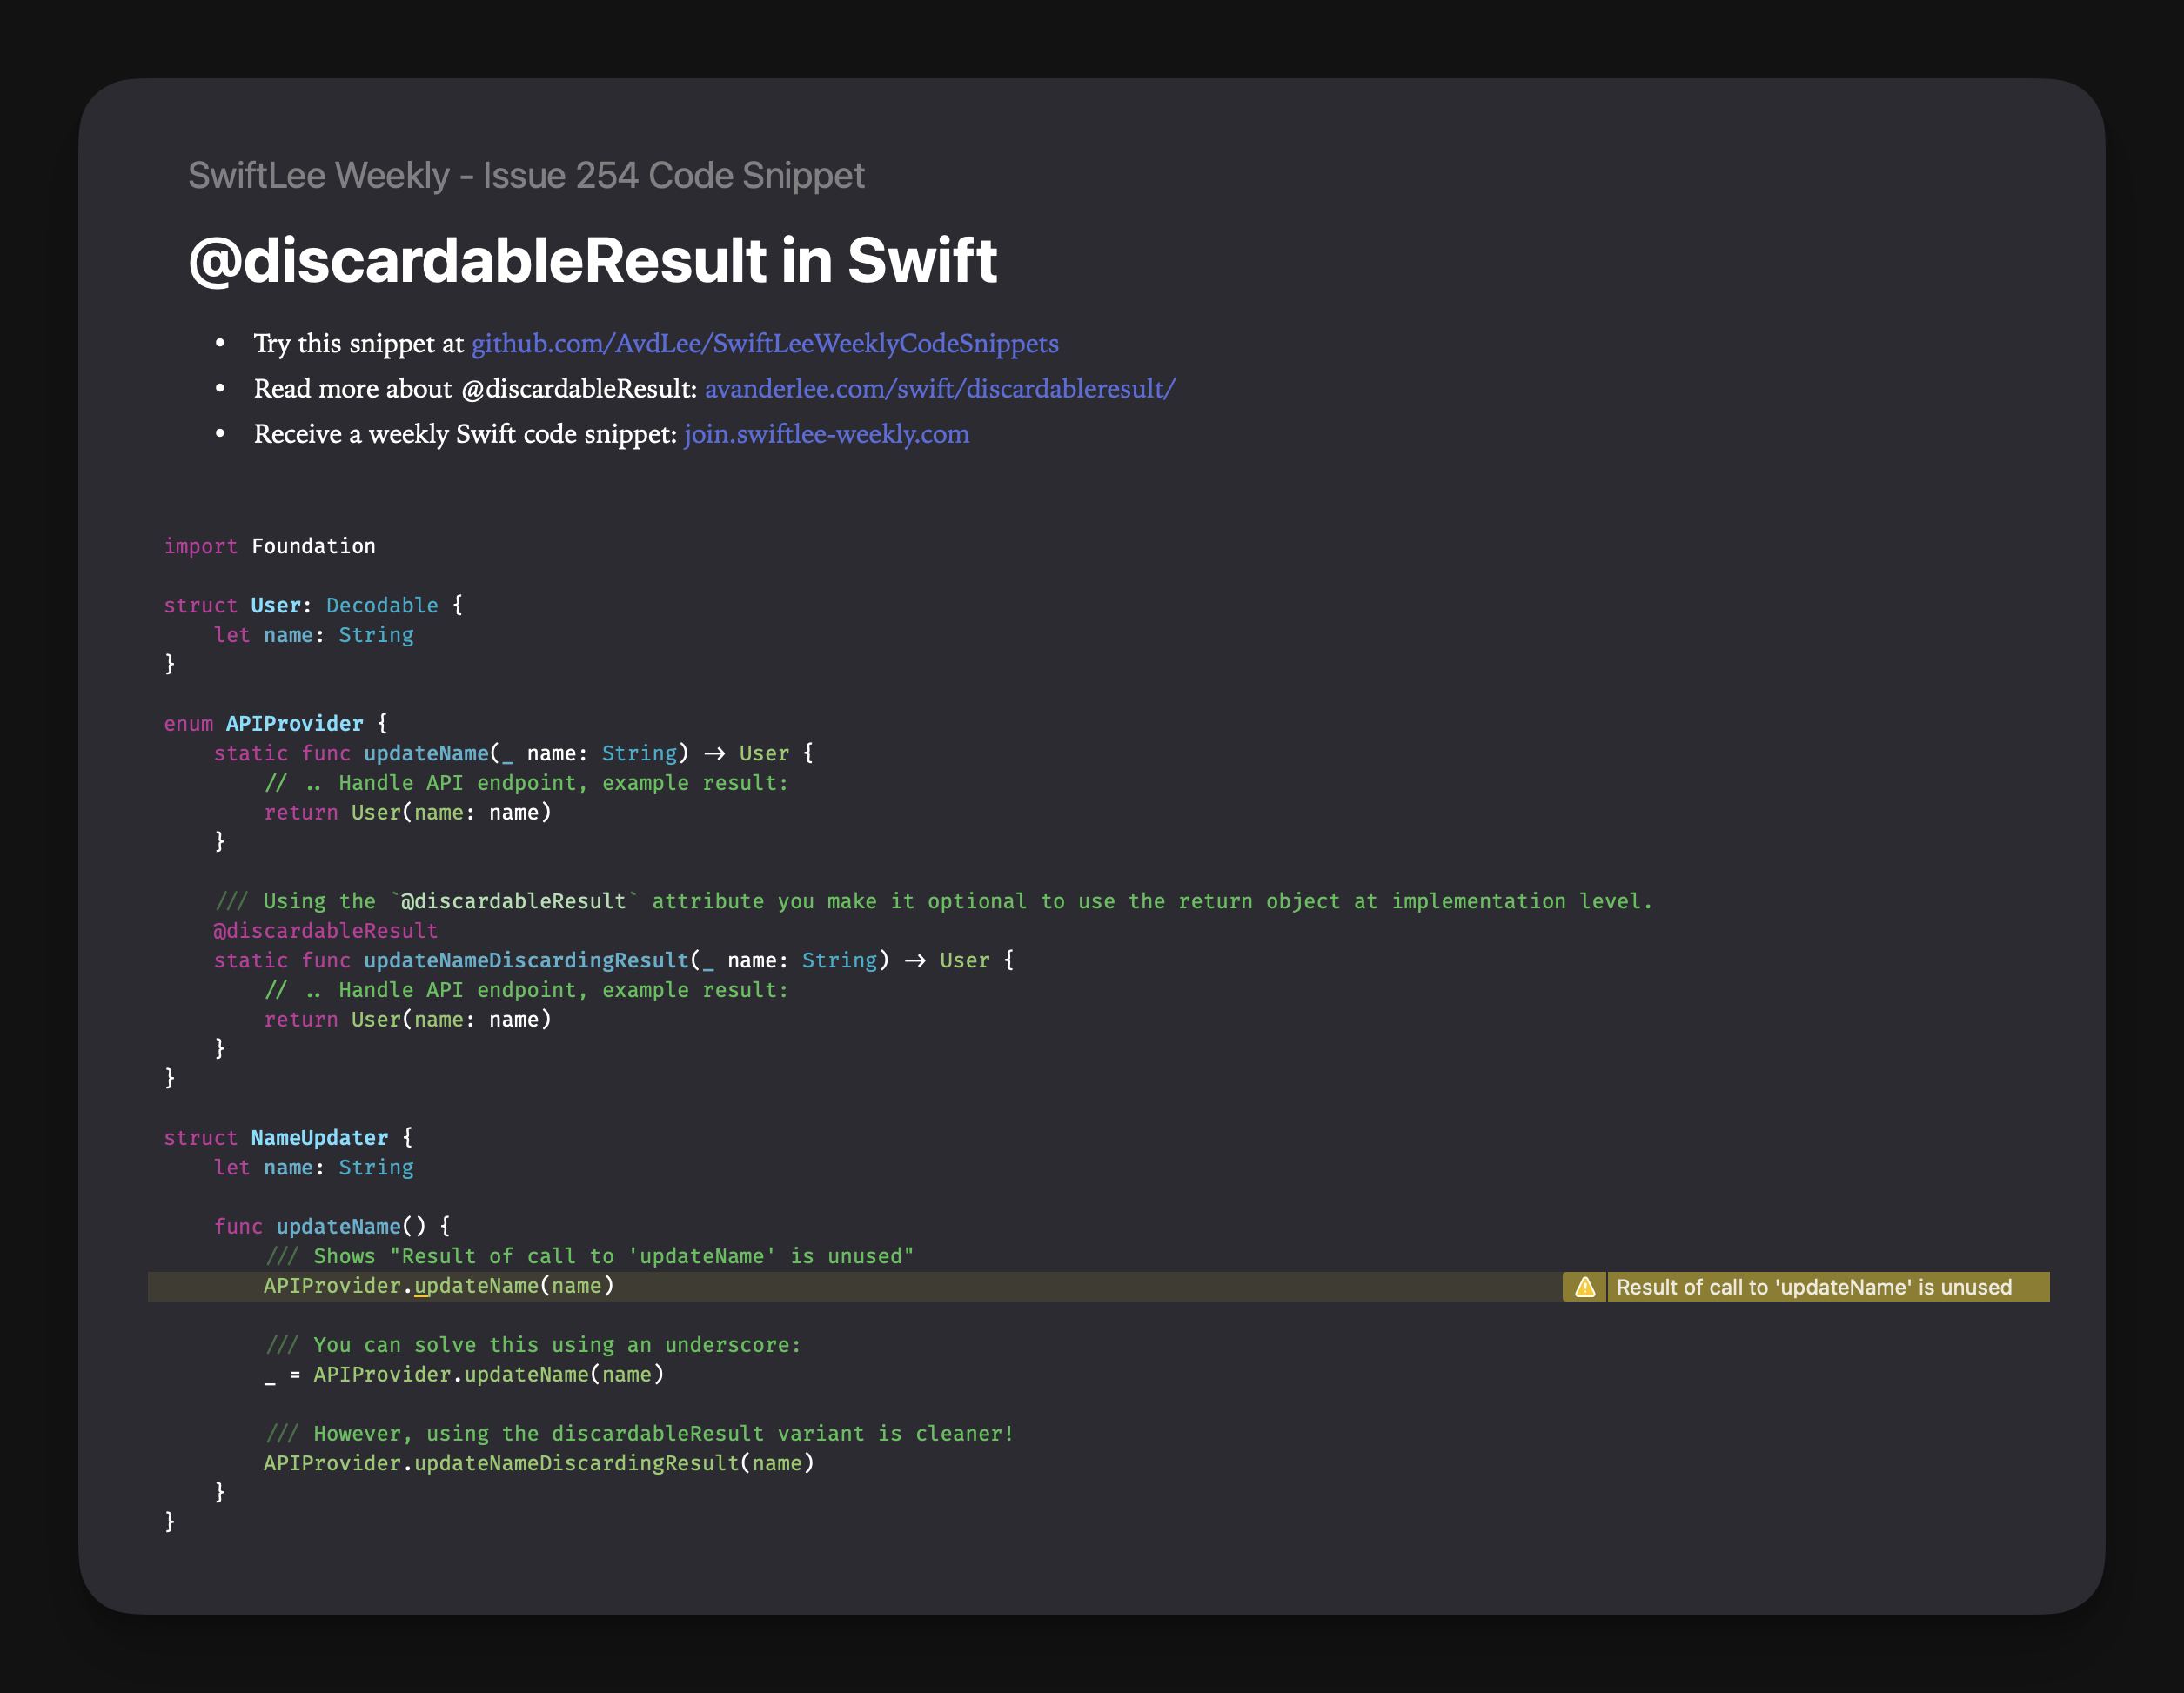 SwiftLee Weekly - Issue 254 Code Snippet
@discardableResult in Swift
• Try this snippet at github.com/AvdLee/SwiftLeeWeeklyCodeSnippets
• Read more about @discardableResult: avanderlee.com/swift/discardableresult/
• Receive a weekly Swift code snippet: join.swiftlee-weekly.com
import Foundation
struct User: Decodable {
    let name: String
}
enum APIProvider {
    static func updateName(_ name: String) -> User {
        // .. Handle API endpoint, example result:
        return User(name: name)
    }
    /// Using the `@discardableResult` attribute you make it optional to use the return object at implementation level.
    @discardableResult
    static func updateNameDiscardingResult(_ name: String) -> User {
        // .. Handle API endpoint, example result:
        return User(name: name)
    }
}
struct NameUpdater {
    let name: String
    func updateName() {
        /// Shows "Result of call to 'updateName' is unused"
        APIProvider.updateName(name) Result of call to 'updateName' is unused
        /// You can solve this using an underscore:
        _ = APIProvider.updateName(name)
        /// However, using the discardableResult variant is cleaner!
        APIProvider.updateNameDiscardingResult(name)
    }
}